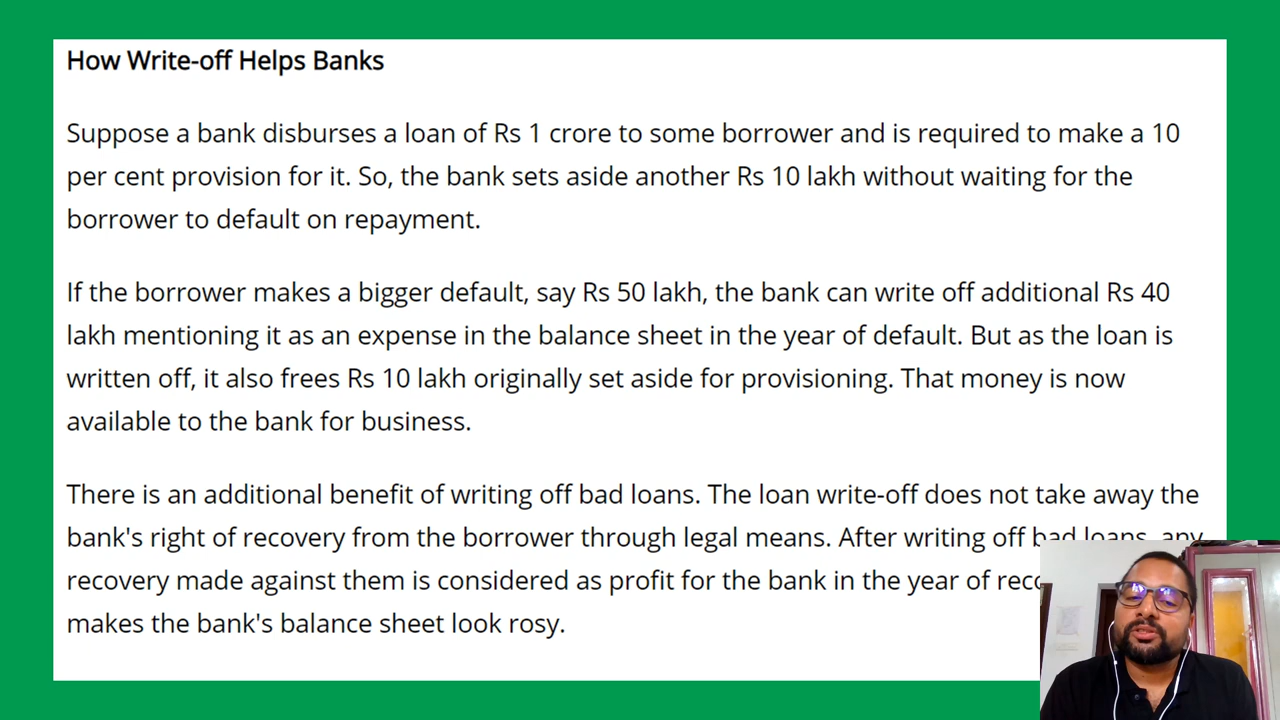 How Write-off Helps Banks
Suppose a bank disburses a loan of Rs 1 crore to some borrower and is required to make a 10
per cent provision for it. So, the bank sets aside another Rs 10 lakh without waiting for the
borrower to default on repayment.
If the borrower makes a bigger default, say Rs 50 lakh, the bank can write off additional Rs 40
lakh mentioning it as an expense in the balance sheet in the year of default. But as the loan is
written off, it also frees Rs 10 lakh originally set aside for provisioning. That money is now
available to the bank for business.
There is an additional benefit of writing off bad loans. The loan write-off does not take away the
bank's right of recovery from the borrower through legal means. After writing off bad loans, any
recovery made against them is considered as profit for the bank in the year of
makes the bank's balance sheet look rosy.